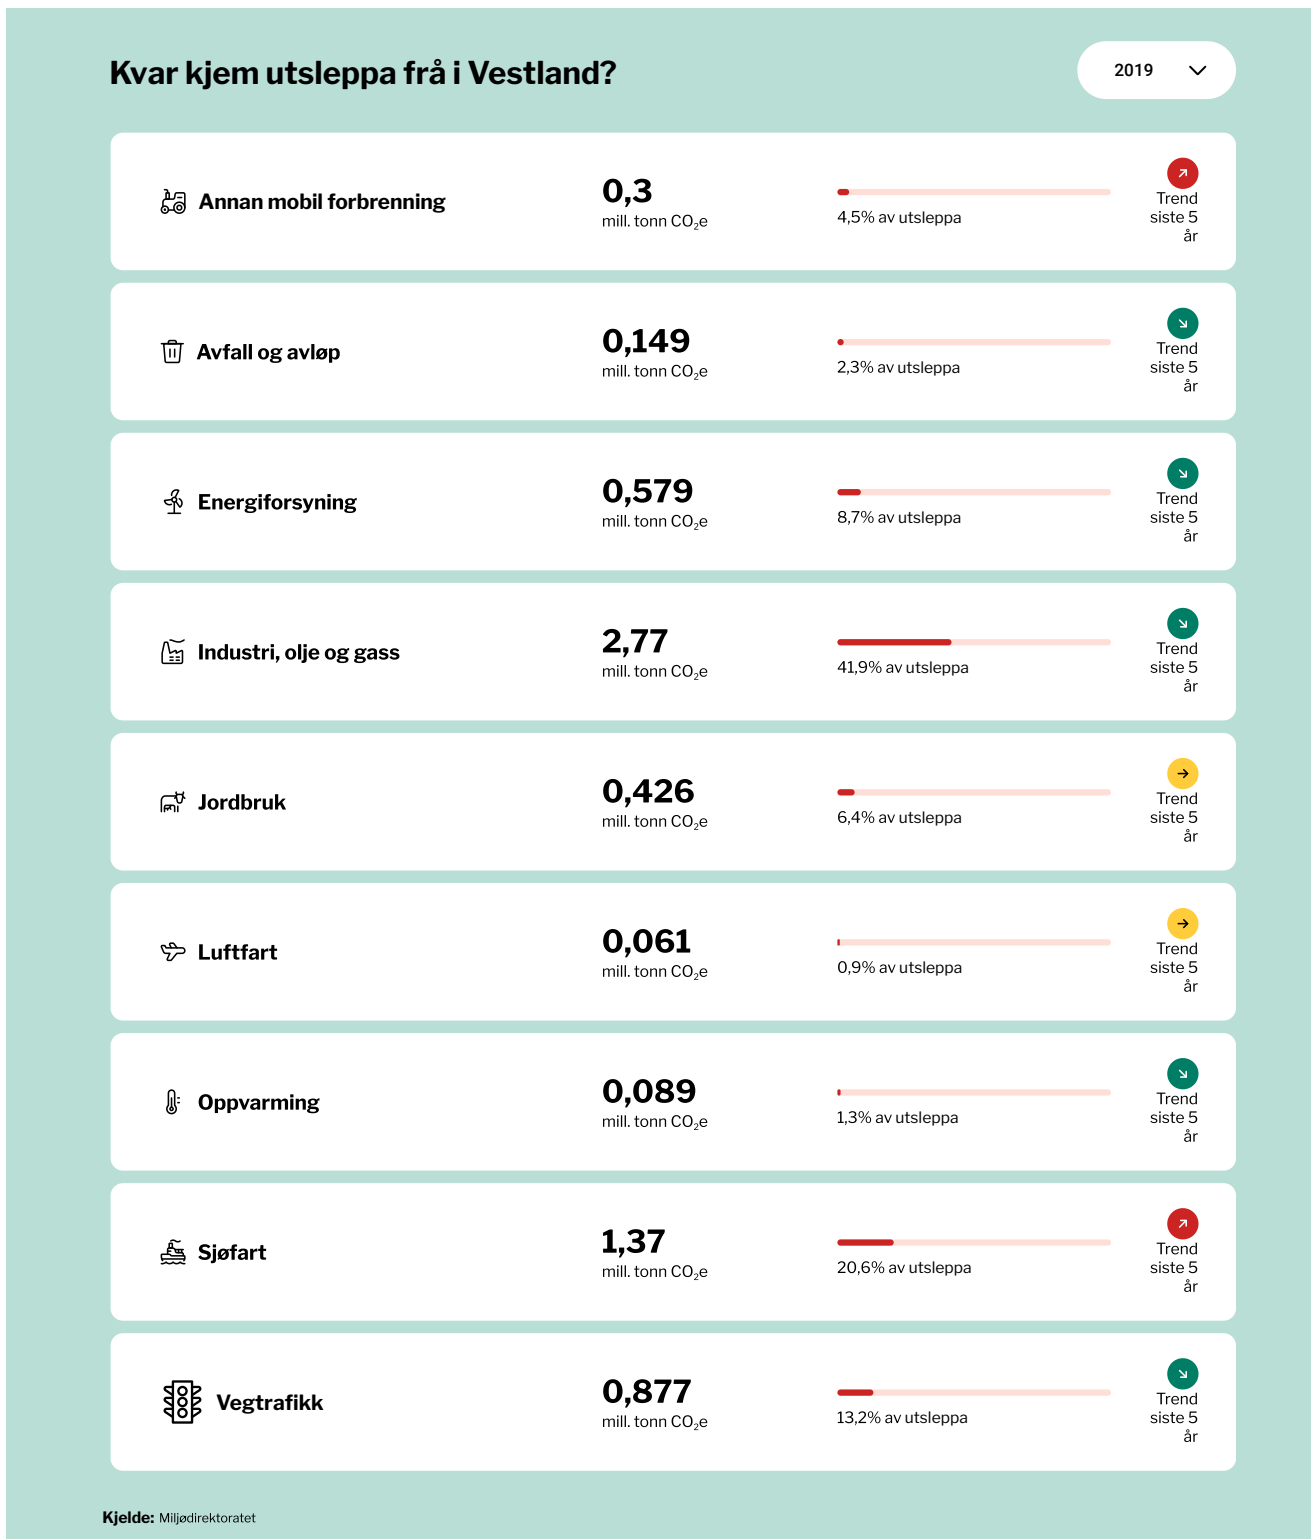 Kvar kjem utsleppa frå i Vestland?
2019
Annan mobil forbrenning
0,3
mill. tonn CO₂e
4,5% av utsleppa
Trend
siste 5
år
Avfall og avløp
0,149
mill. tonn CO₂e
2,3% av utsleppa
Trend
siste 5
år
Energiforsyning
0,579
mill. tonn CO₂e
8,7% av utsleppa
Trend
siste 5
år
Industri, olje og gass
2,77
mill. tonn CO₂e
41,9% av utsleppa
Trend
siste 5
år
Jordbruk
0,426
mill. tonn CO₂e
6,4% av utsleppa
Trend
siste 5
år
Luftfart
0,061
mill. tonn CO₂e
0,9% av utsleppa
Trend
siste 5
år
Oppvarming
0,089
mill. tonn CO₂e
1,3% av utsleppa
Trend
siste 5
år
Sjøfart
1,37
mill. tonn CO₂e
20,6% av utsleppa
Trend
siste 5
år
Vegtrafikk
0,877
mill. tonn CO₂e
13,2% av utsleppa
Trend
siste 5
år
Kjelde: Miljødirektoratet